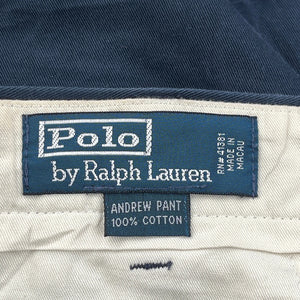 Polo
by Ralph Lauren
RN# 41381
MADE IN
MACAU
ANDREW PANT
100% COTTON